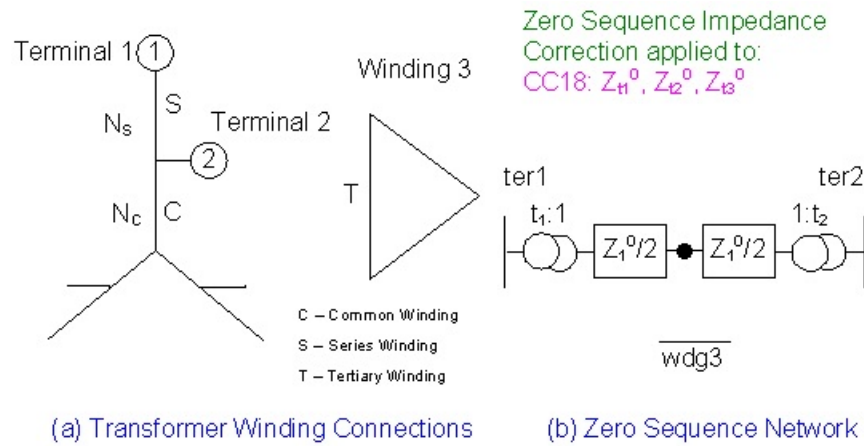 Zero Sequence Impedance
Correction applied to:
CC18: Zt1⁰, Zt2⁰, Zt3⁰
Terminal 1
1
Winding 3
S
Ns
Terminal 2
2
T
Nc
C
ter1
ter2
t₁:1
1:t₂
Z₁⁰/2
Z₁⁰/2
C – Common Winding
S – Series Winding
T – Tertiary Winding
wdg3
(a) Transformer Winding Connections
(b) Zero Sequence Network